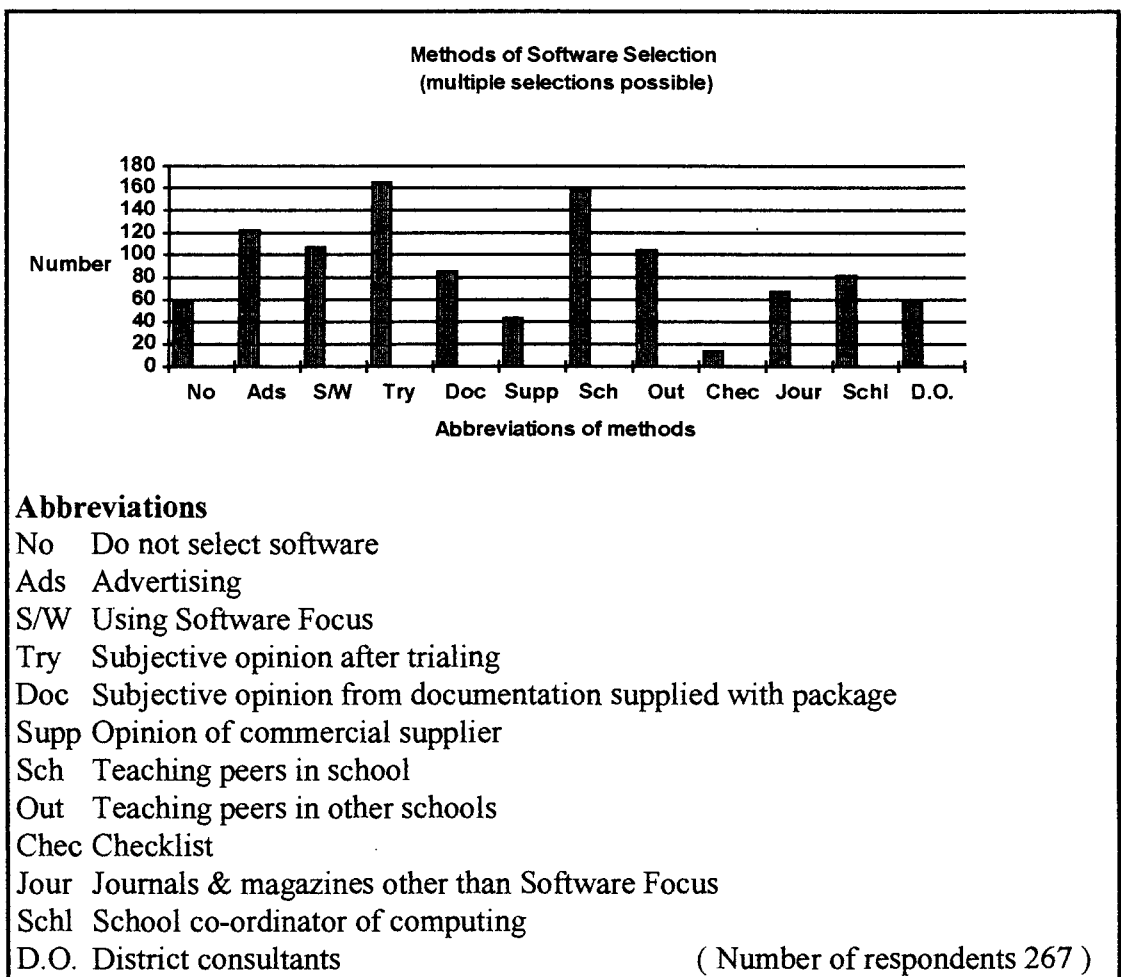 Methods of Software Selection
(multiple selections possible)
180
160
140
120
100
80
60
40
20
0
Number
No Ads S/W Try Doc Supp Sch Out Chec Jour Schl D.O.
Abbreviations of methods
Abbreviations
No Do not select software
Ads Advertising
S/W Using Software Focus
Try Subjective opinion after trialing
Doc Subjective opinion from documentation supplied with package
Supp Opinion of commercial supplier
Sch Teaching peers in school
Out Teaching peers in other schools
Chec Checklist
Jour Journals & magazines other than Software Focus
Schl School co-ordinator of computing
D.O. District consultants ( Number of respondents 267 )